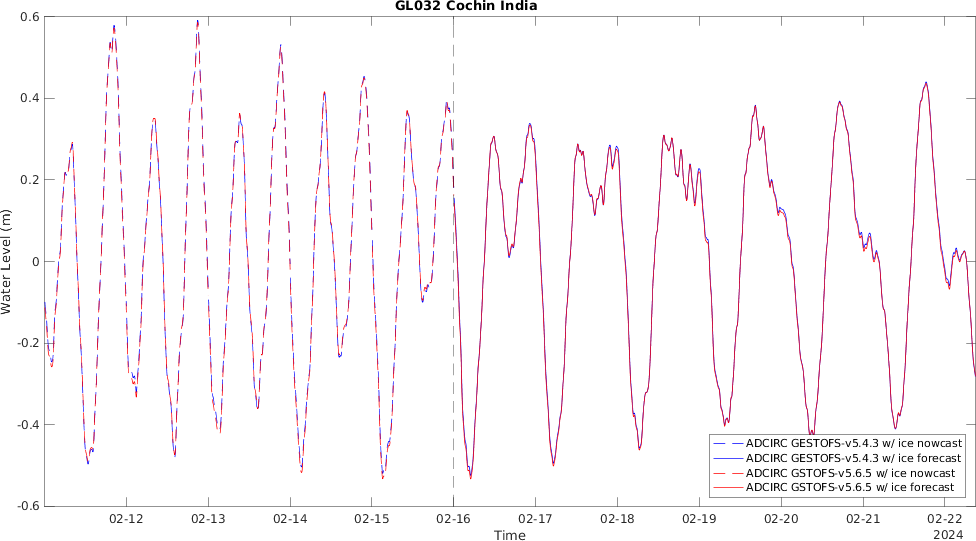 GL032 Cochin India
0.6
0.4
0.2
0
-0.2
-0.4
-0.6
Water Level (m)
ADCIRC GESTOFS-v5.4.3 w/ ice nowcast
ADCIRC GESTOFS-v5.4.3 w/ ice forecast
ADCIRC GSTOFS-v5.6.5 w/ ice nowcast
ADCIRC GSTOFS-v5.6.5 w/ ice forecast
02-12 02-13 02-14 02-15 02-16 02-17 02-18 02-19 02-20 02-21 02-22
Time 2024